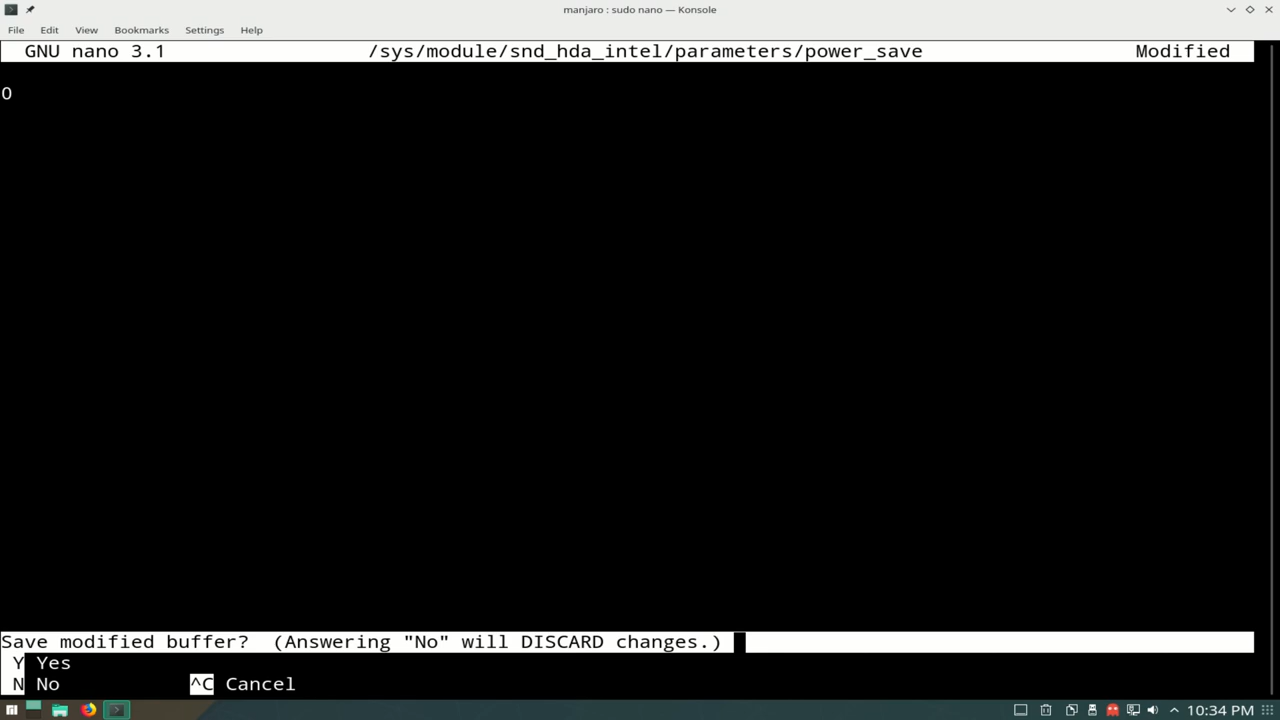 manjaro : sudo nano — Konsole
File Edit View Bookmarks Settings Help
GNU nano 3.1 /sys/module/snd_hda_intel/parameters/power_save Modified
0
Save modified buffer? (Answering "No" will DISCARD changes.)
Y Yes
N No ^C Cancel
10:34 PM